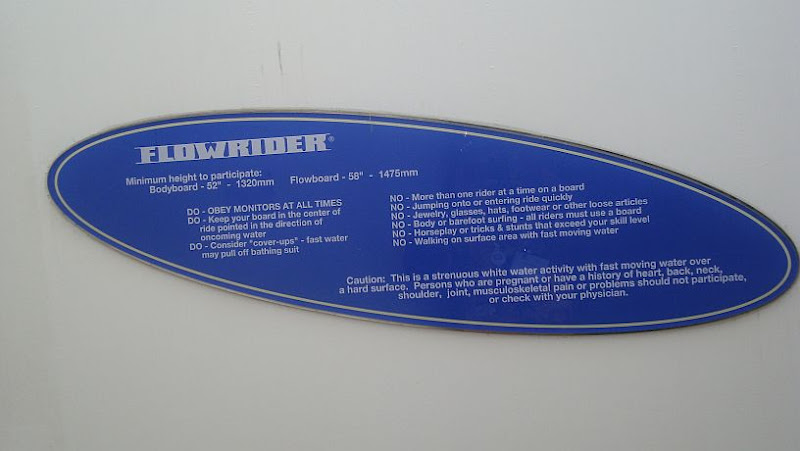 FLOWRIDER®
Minimum height to participate:
Bodyboard - 52" - 1320mm Flowboard - 58" - 1475mm
DO - OBEY MONITORS AT ALL TIMES
DO - Keep your board in the center of
ride pointed in the direction of
oncoming water
DO - Consider "cover-ups" - fast water
may pull off bathing suit
NO - More than one rider at a time on a board
NO - Jumping onto or entering ride quickly
NO - Jewelry, glasses, hats, footwear or other loose articles
NO - Body or barefoot surfing - all riders must use a board
NO - Horseplay or tricks & stunts that exceed your skill level
NO - Walking on surface area with fast moving water
Caution: This is a strenuous white water activity with fast moving water over
a hard surface. Persons who are pregnant or have a history of heart, back, neck,
shoulder, joint, musculoskeletal pain or problems should not participate,
or check with your physician.